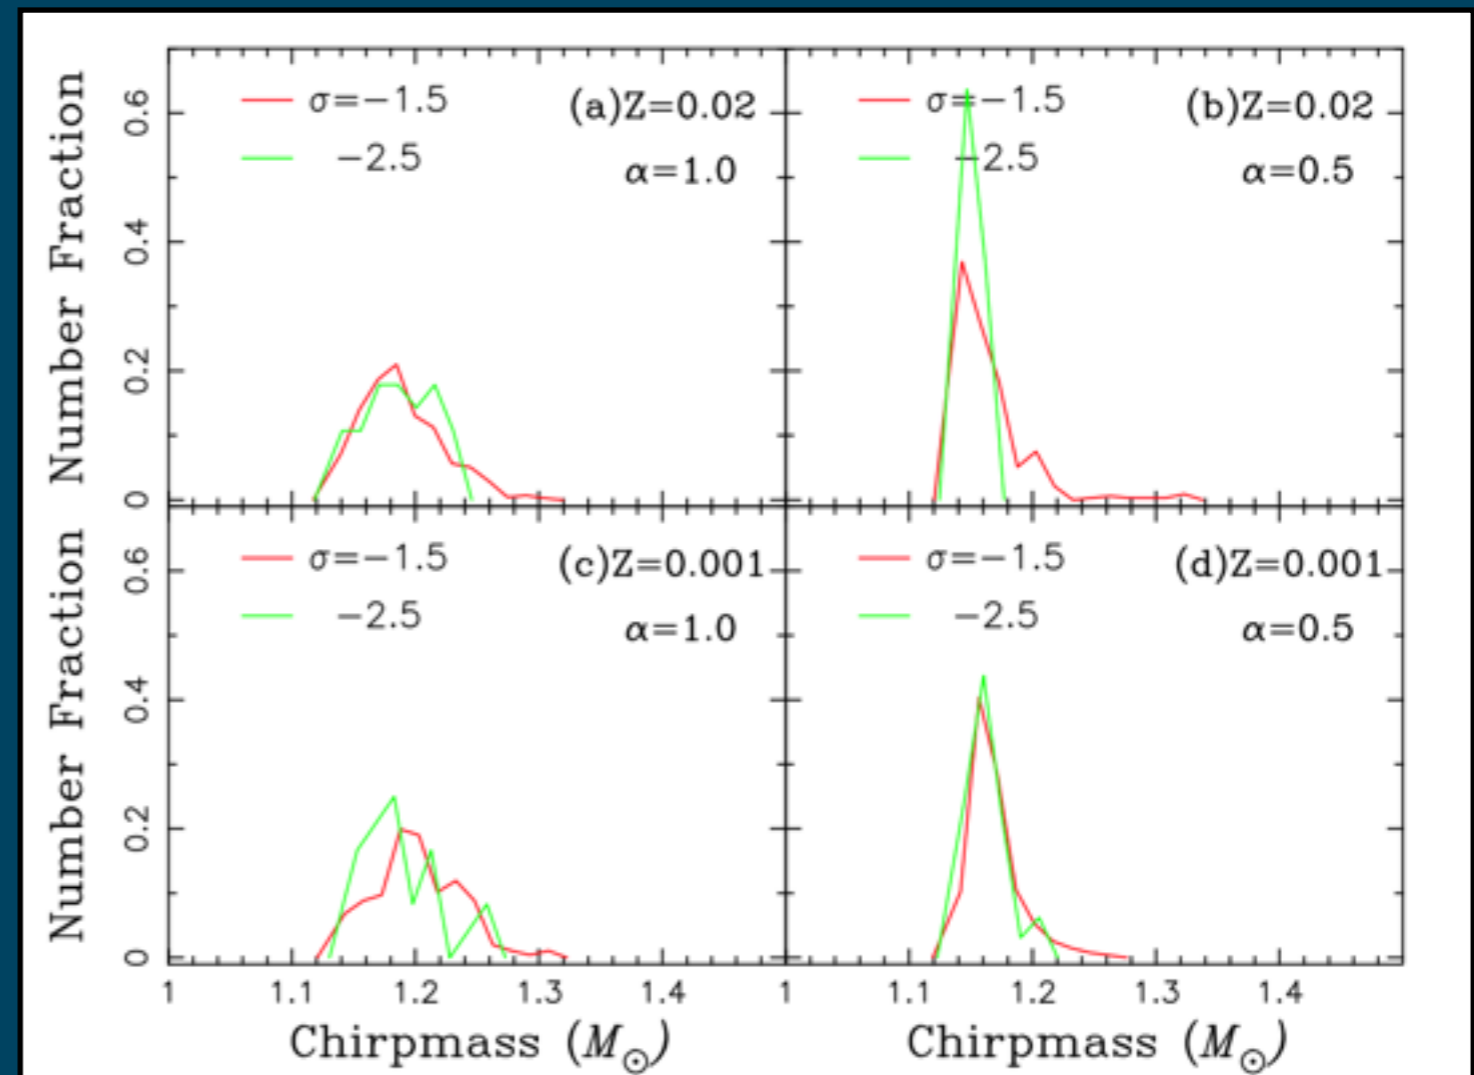 Number Fraction
0.6
0.4
0.2
0
σ=−1.5
−2.5
(a)Z=0.02
α=1.0
σ=−1.5
−2.5
(b)Z=0.02
α=0.5
Number Fraction
0.6
0.4
0.2
0
σ=−1.5
−2.5
(c)Z=0.001
α=1.0
σ=−1.5
−2.5
(d)Z=0.001
α=0.5
1 1.1 1.2 1.3 1.4 1 1.1 1.2 1.3 1.4
Chirpmass (M⊙) Chirpmass (M⊙)